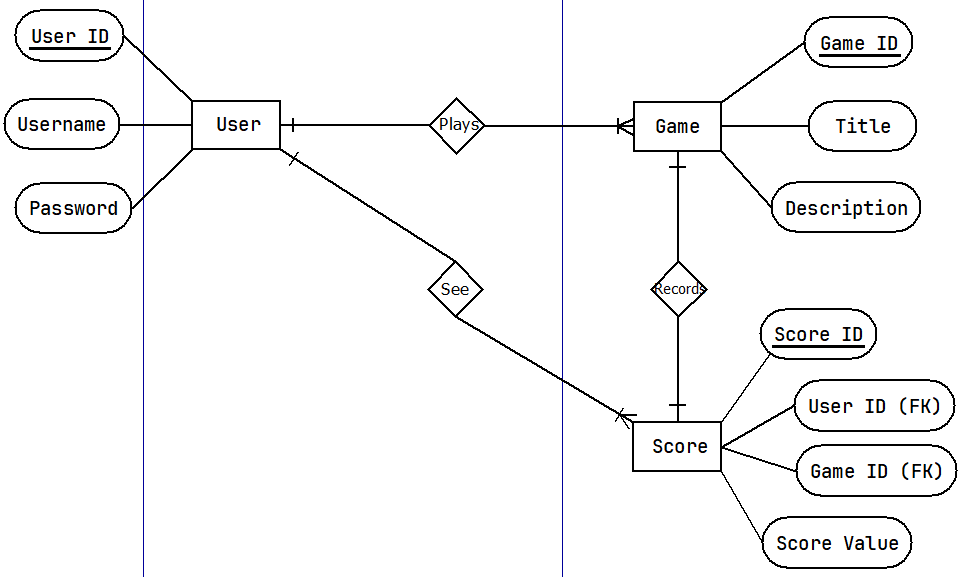 User ID
Game ID
Username
User
Plays
Game
Title
Password
Description
See
Records
Score ID
User ID (FK)
Score
Game ID (FK)
Score Value